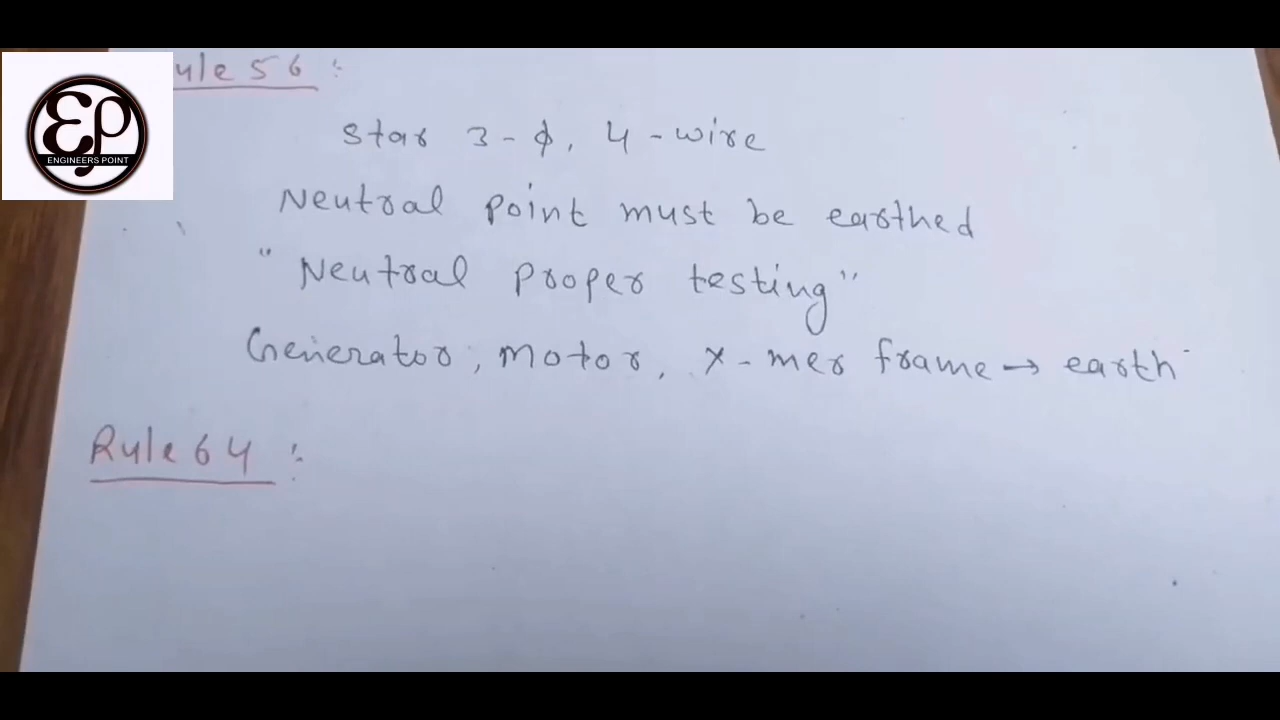 ule 56 :
Star 3-φ, 4-wire
Neutral point must be earthed
"Neutral proper testing"
Generator, motor, x-mer frame → earth
Rule 64 :
EP
ENGINEERS POINT